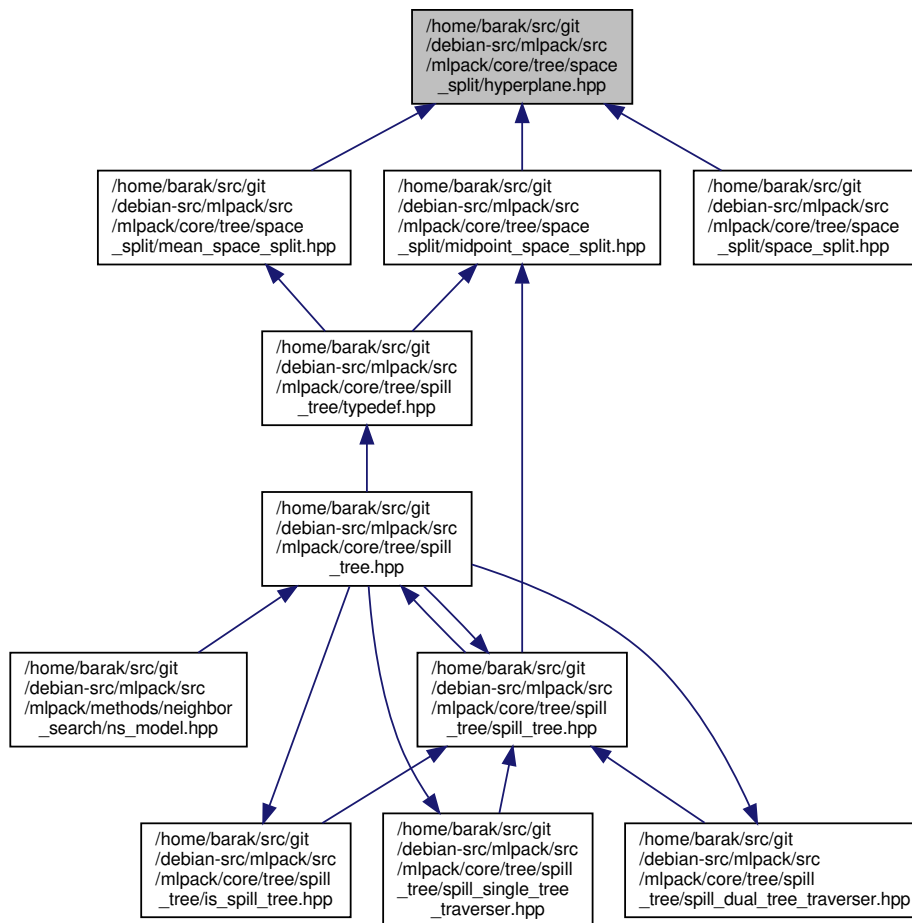 /home/barak/src/git
/debian-src/mlpack/src
/mlpack/core/tree/space
_split/hyperplane.hpp
/home/barak/src/git
/debian-src/mlpack/src
/mlpack/core/tree/space
_split/mean_space_split.hpp
/home/barak/src/git
/debian-src/mlpack/src
/mlpack/core/tree/space
_split/midpoint_space_split.hpp
/home/barak/src/git
/debian-src/mlpack/src
/mlpack/core/tree/space
_split/space_split.hpp
/home/barak/src/git
/debian-src/mlpack/src
/mlpack/core/tree/spill
_tree/typedef.hpp
/home/barak/src/git
/debian-src/mlpack/src
/mlpack/core/tree/spill
_tree.hpp
/home/barak/src/git
/debian-src/mlpack/src
/mlpack/methods/neighbor
_search/ns_model.hpp
/home/barak/src/git
/debian-src/mlpack/src
/mlpack/core/tree/spill
_tree/spill_tree.hpp
/home/barak/src/git
/debian-src/mlpack/src
/mlpack/core/tree/spill
_tree/is_spill_tree.hpp
/home/barak/src/git
/debian-src/mlpack/src
/mlpack/core/tree/spill
_tree/spill_single_tree
_traverser.hpp
/home/barak/src/git
/debian-src/mlpack/src
/mlpack/core/tree/spill
_tree/spill_dual_tree_traverser.hpp